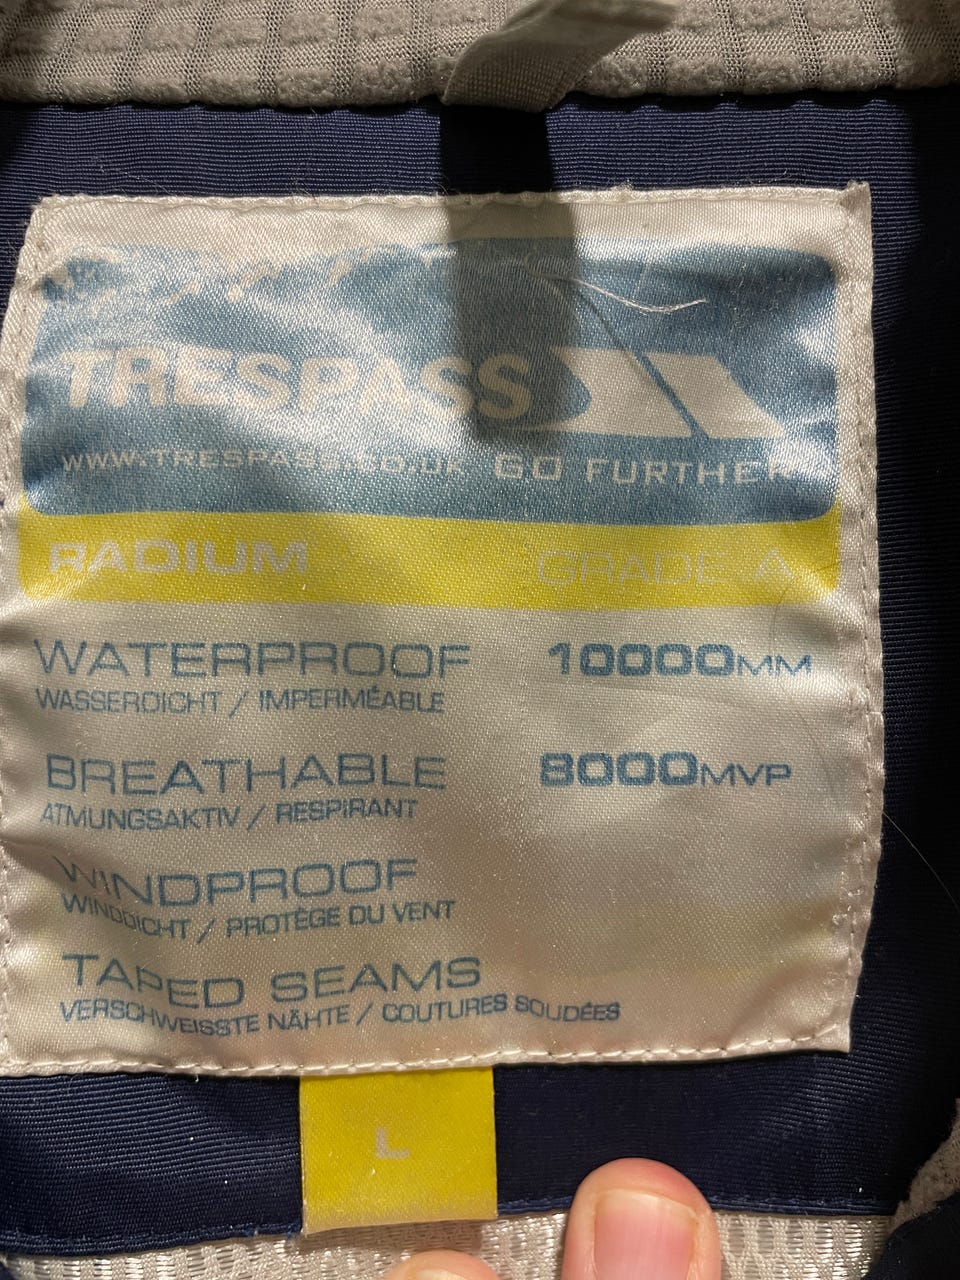 TRESPASS
WWW.TRESPASS.CO.UK GO FURTHER
RADIUM GRADE A
WATERPROOF 10000MM
WASSERDICHT / IMPERMÉABLE
BREATHABLE 8000MVP
ATMUNGSAKTIV / RESPIRANT
WINDPROOF
WINDDICHT / PROTÈGE DU VENT
TAPED SEAMS
VERSCHWEISSTE NÄHTE / COUTURES SOUDÉES
L